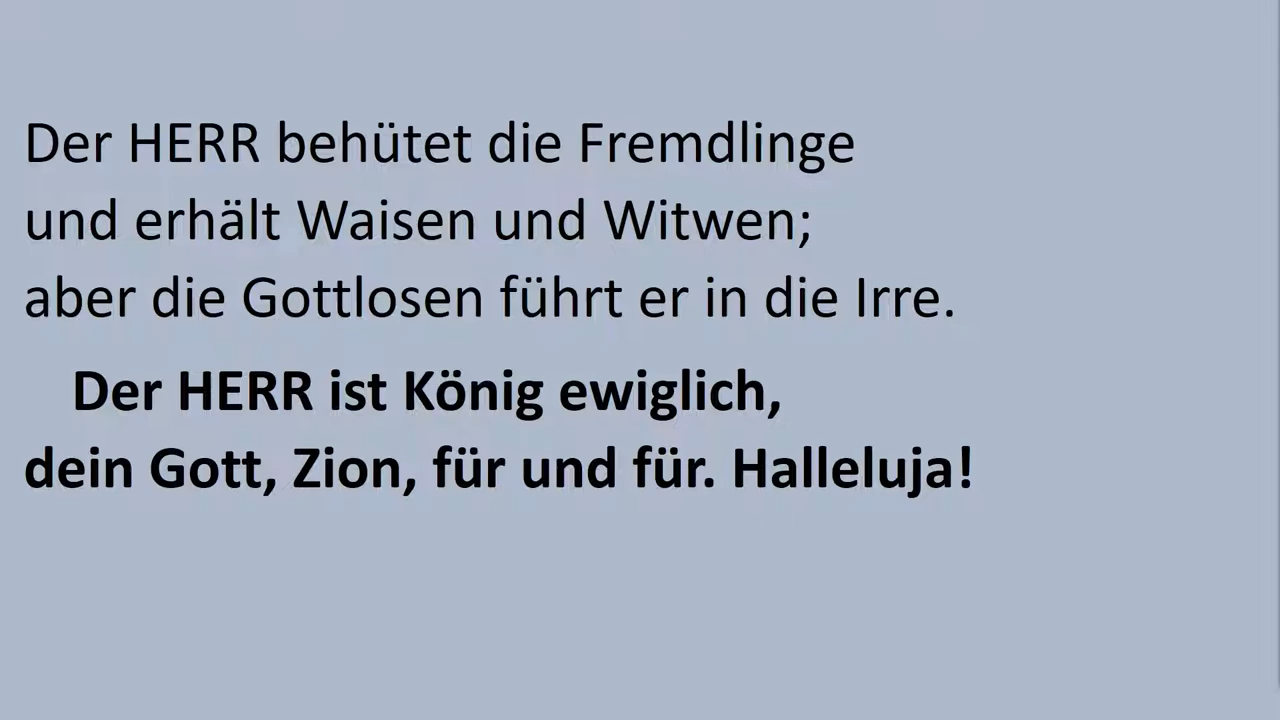 Der HERR behütet die Fremdlinge
und erhält Waisen und Witwen;
aber die Gottlosen führt er in die Irre.
Der HERR ist König ewiglich,
dein Gott, Zion, für und für. Halleluja!